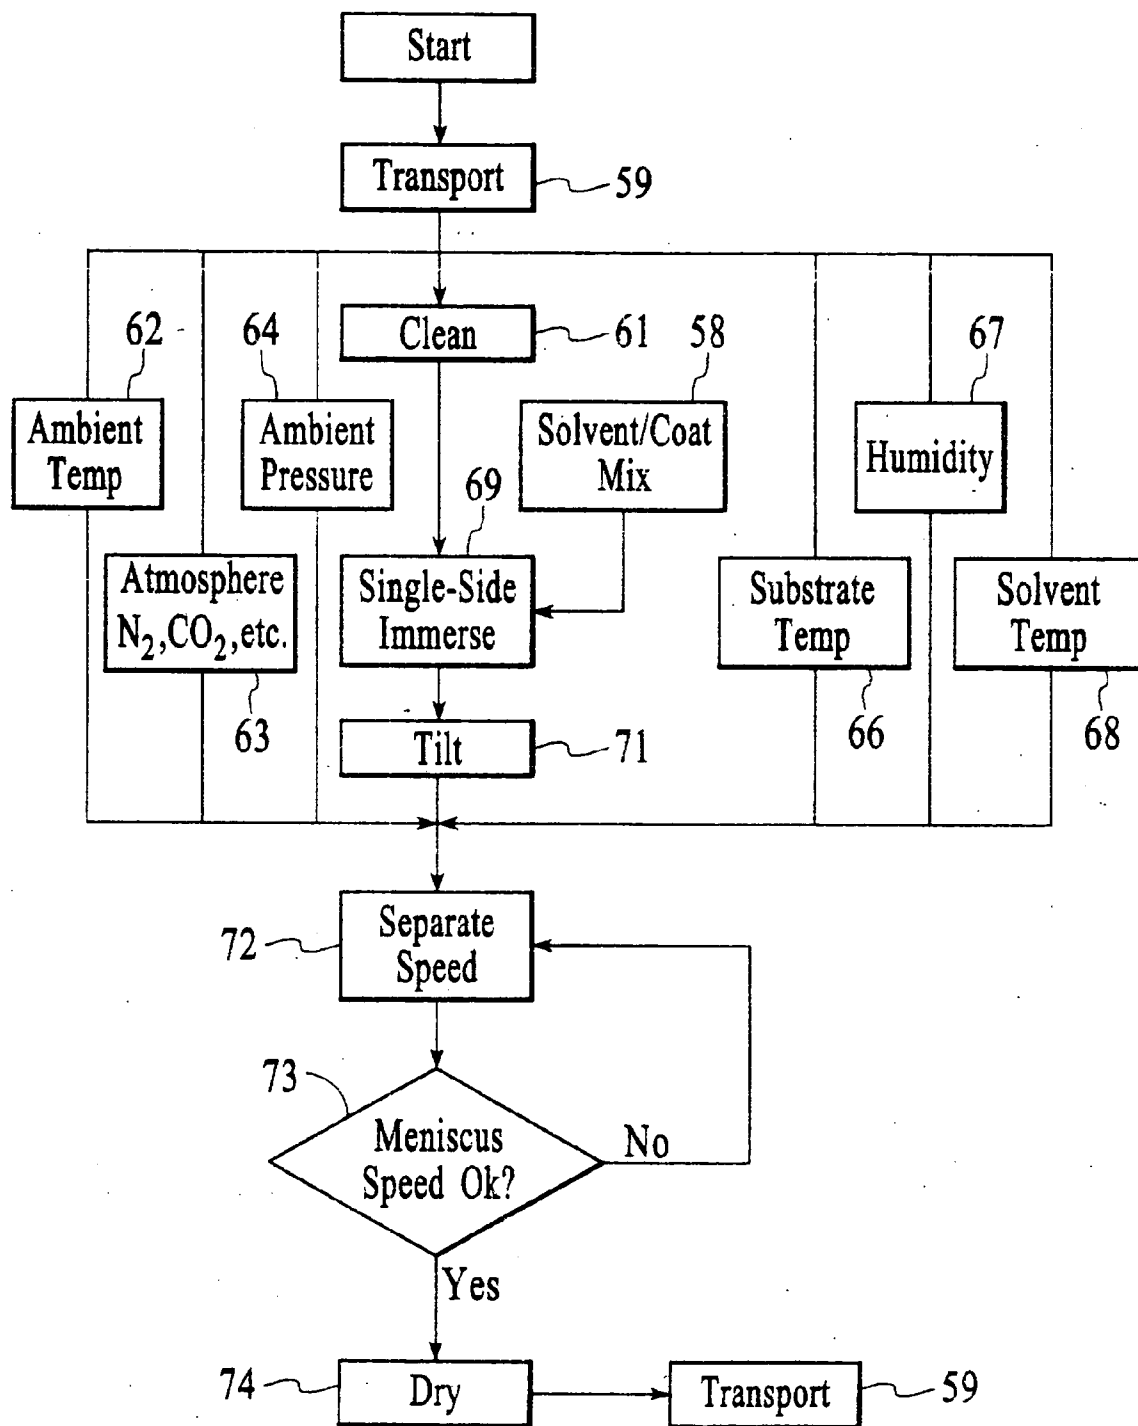 Start
Transport
59
Clean
61
62
64
58
67
Ambient
Temp
Ambient
Pressure
Solvent/Coat
Mix
Humidity
69
Atmosphere
N₂,CO₂,etc.
63
Single-Side
Immerse
Substrate
Temp
66
Solvent
Temp
68
Tilt
71
Separate
Speed
72
73
Meniscus
Speed Ok?
No
Yes
74
Dry
Transport
59